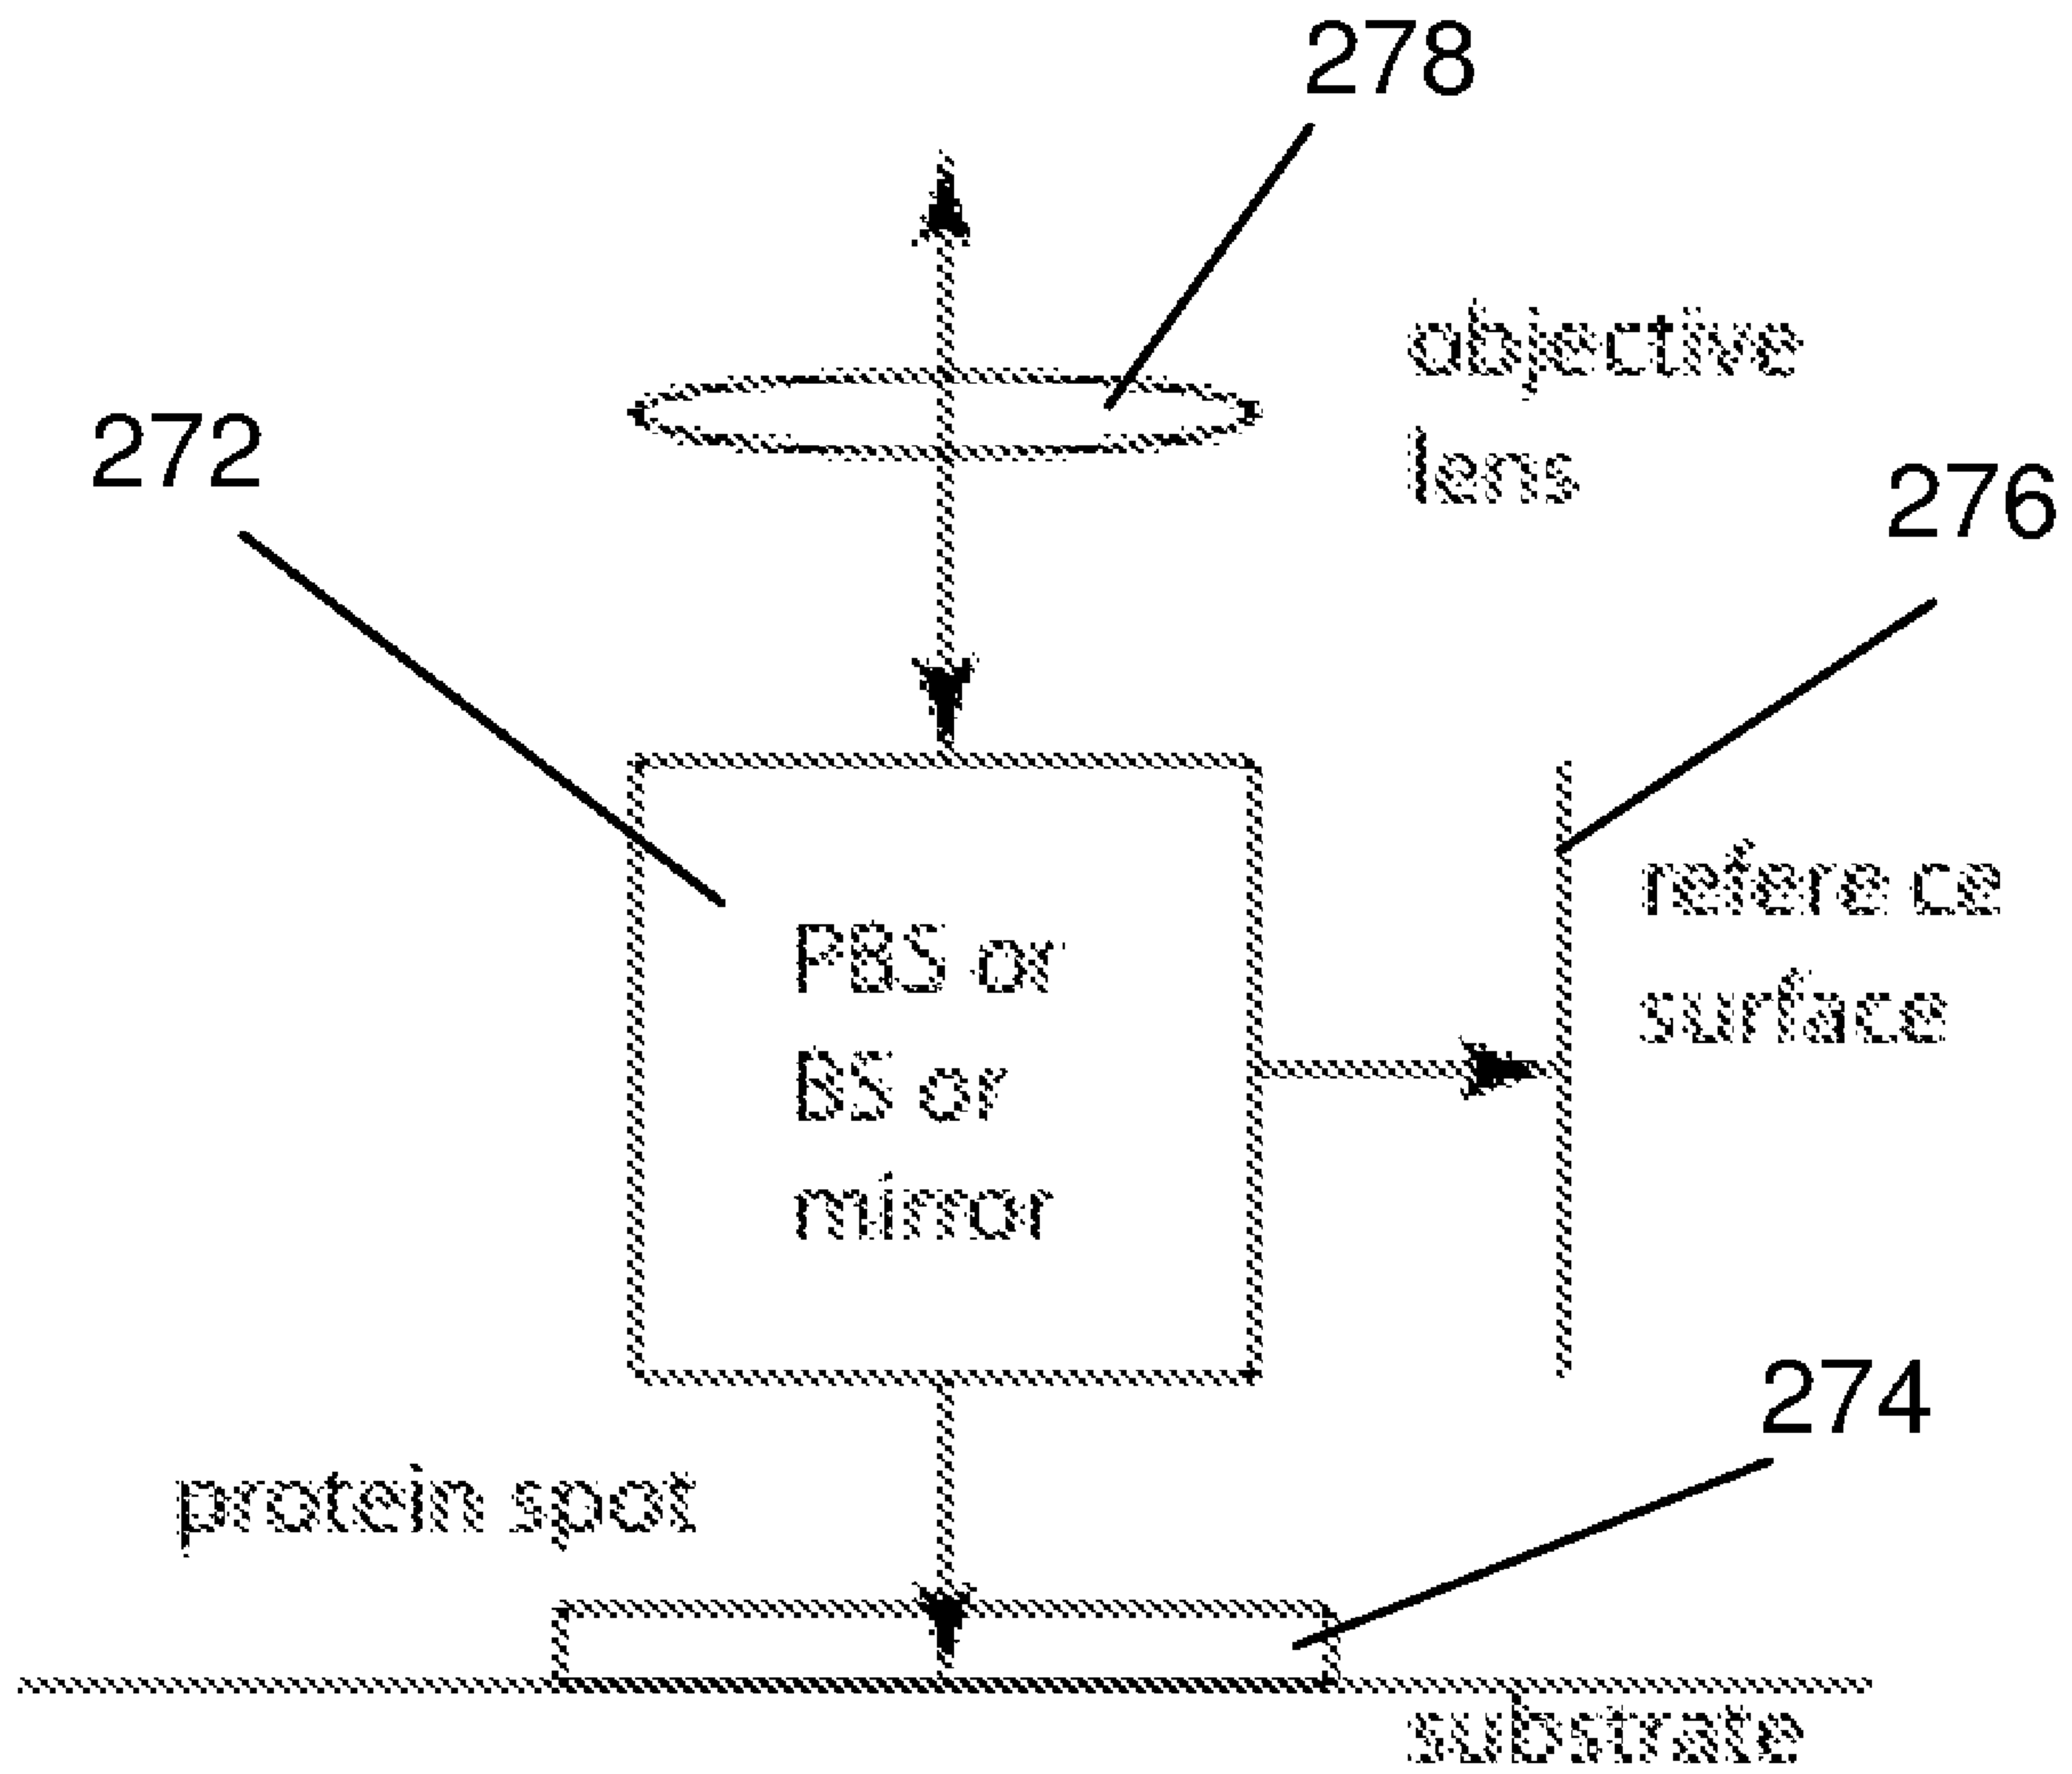 278
objective
lens
272
276
refere ce
surface
PBS or
BS or
mirror
274
protein spot
substrate